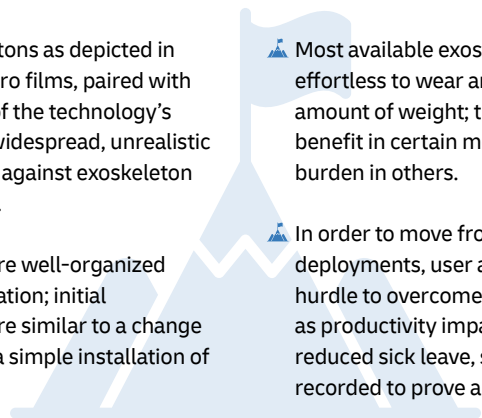 tons as depicted in
ro films, paired with
f the technology's
widespread, unrealistic
against exoskeleton
.
re well-organized
ation; initial
re similar to a change
a simple installation of
Most available exos
effortless to wear a
amount of weight; t
benefit in certain m
burden in others.
In order to move fro
deployments, user a
hurdle to overcome
as productivity impa
reduced sick leave, s
recorded to prove a